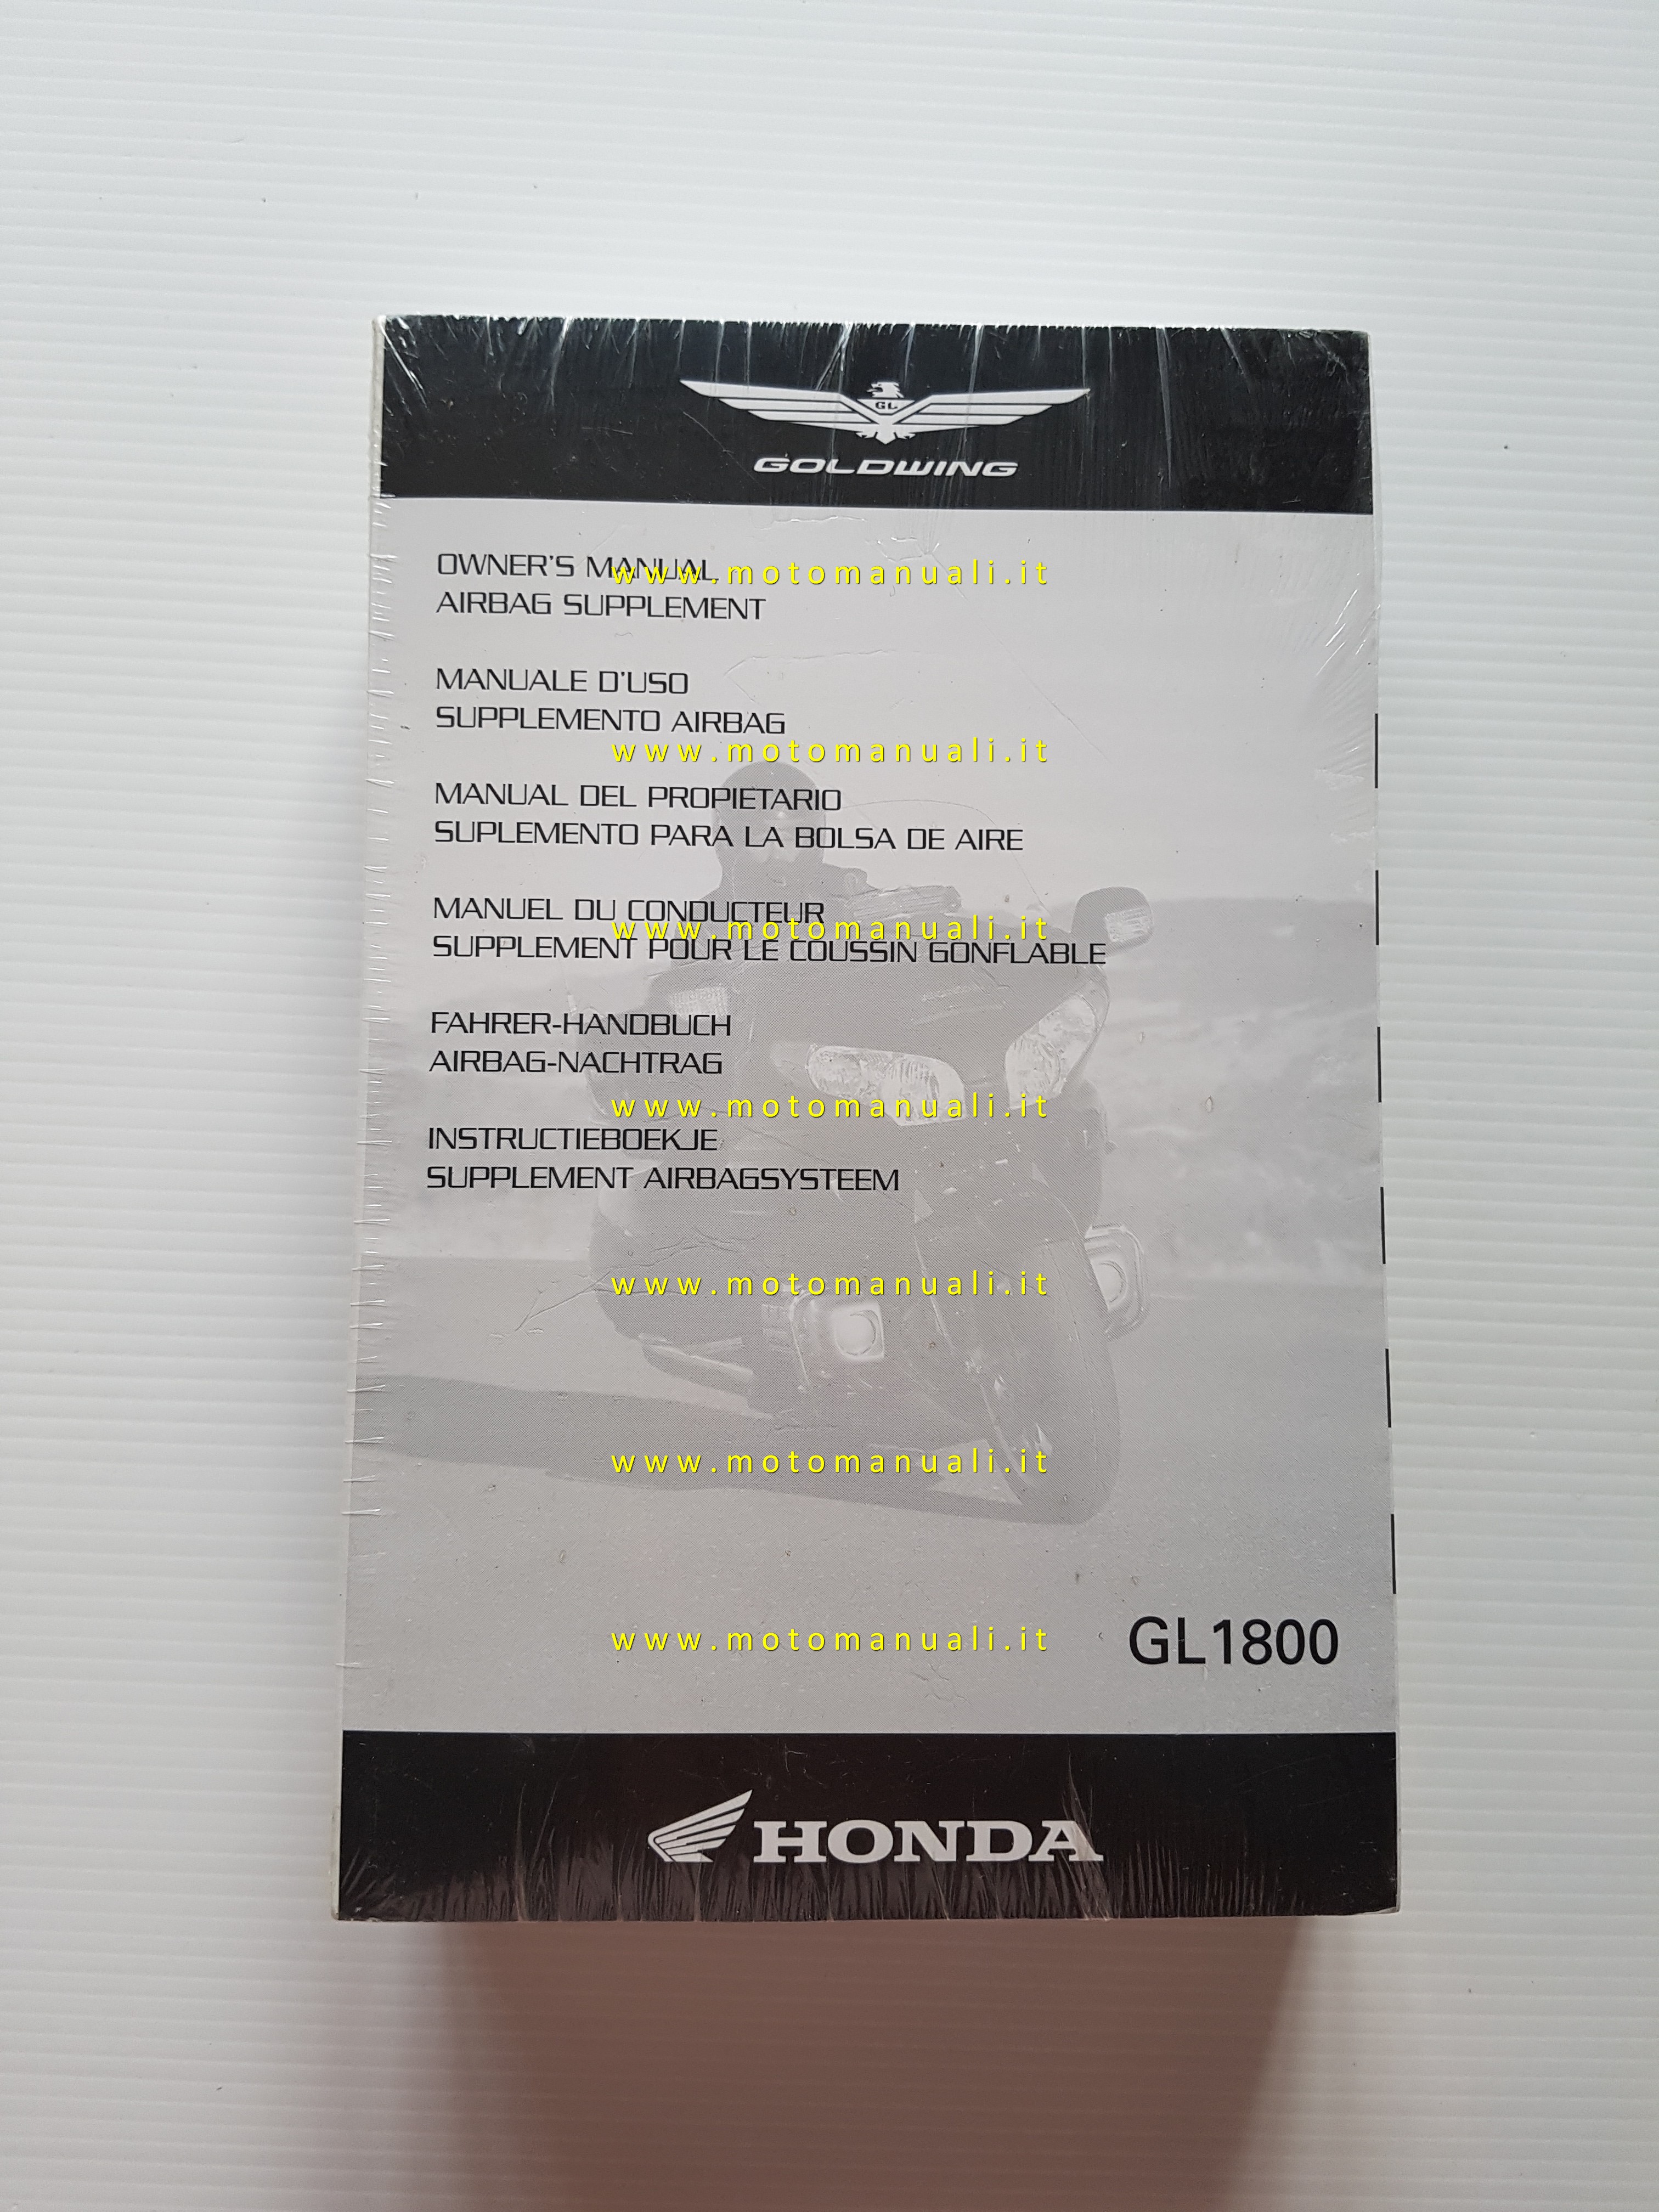 GL
GOLDWING
OWNER'S MANUAL
www.motomanuali.it
AIRBAG SUPPLEMENT
MANUALE D'USO
SUPPLEMENTO AIRBAG
www.motomanuali.it
MANUAL DEL PROPIETARIO
SUPLEMENTO PARA LA BOLSA DE AIRE
MANUEL DU CONDUCTEUR
www.motomanuali.it
SUPPLEMENT POUR LE COUSSIN GONFLABLE
FAHRER-HANDBUCH
AIRBAG-NACHTRAG
www.motomanuali.it
INSTRUCTIEBOEKJE
SUPPLEMENT AIRBAGSYSTEEM
www.motomanuali.it
www.motomanuali.it
www.motomanuali.it
GL1800
HONDA